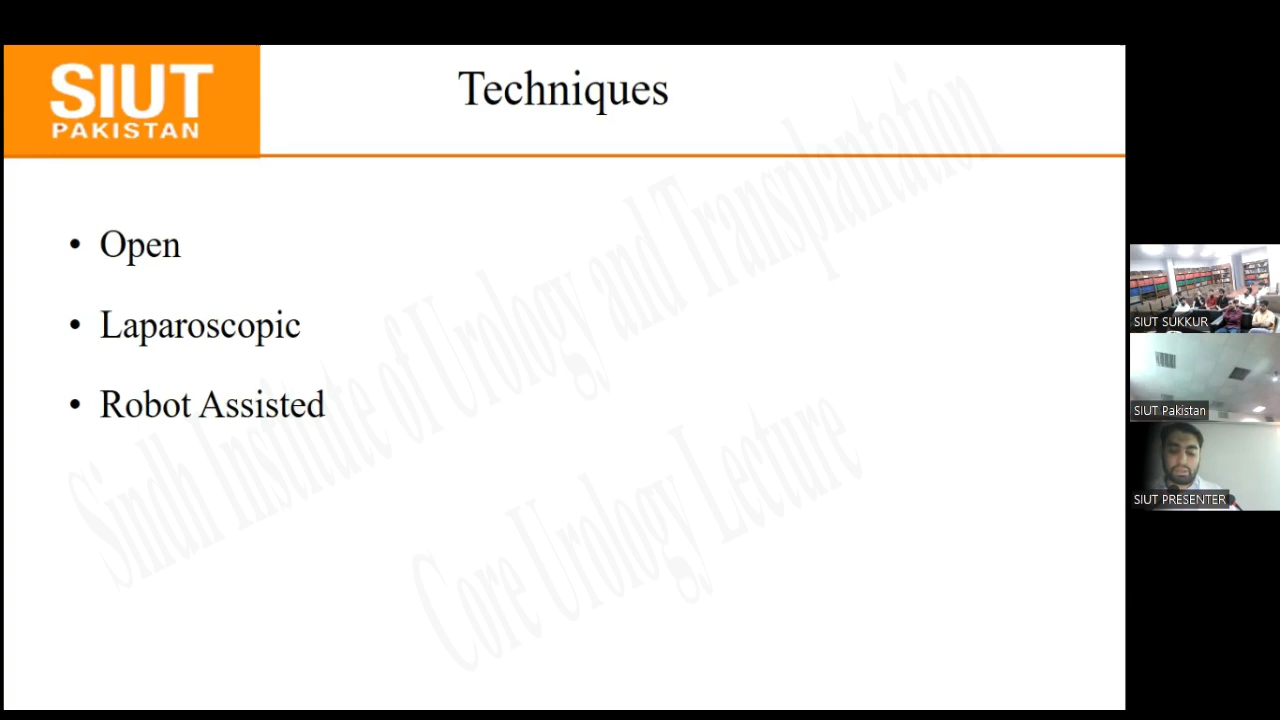 SIUT
PAKISTAN
Techniques
• Open
• Laparoscopic
• Robot Assisted
Sindh Institute of Urology and Transplantation
Core Urology Lecture
SIUT SUKKUR
SIUT Pakistan
SIUT PRESENTER